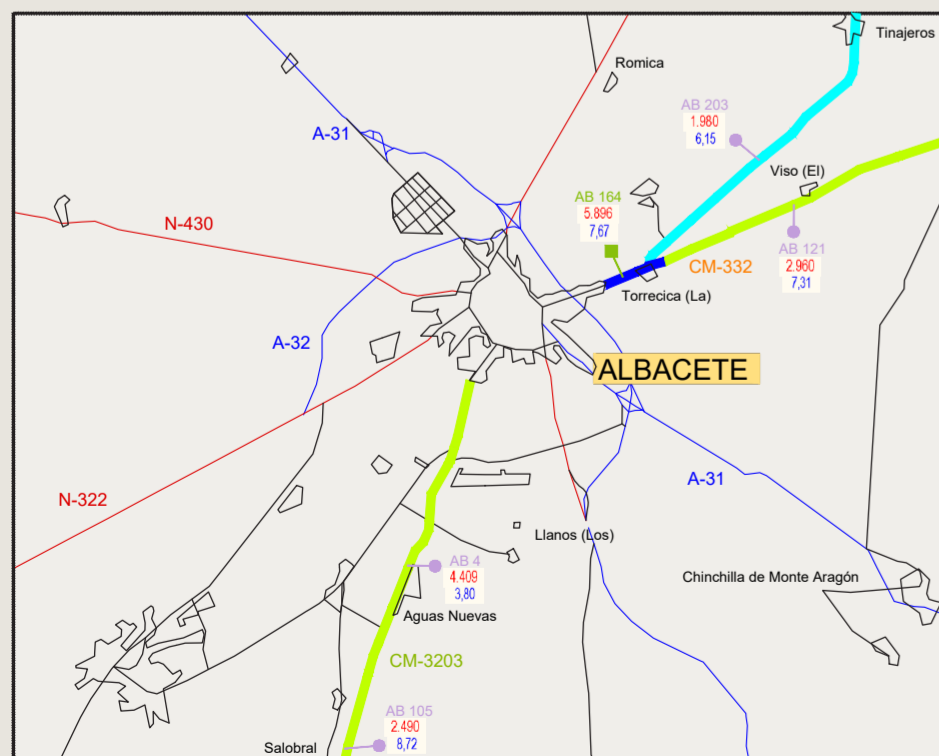 Tinajeros
Romica
AB 203
1.980
6,15
A-31
Viso (El)
AB 164
5.896
7,67
N-430
AB 121
2.960
7,31
CM-332
Torrecica (La)
A-32
ALBACETE
N-322
A-31
Llanos (Los)
AB 4
4.409
3,80
Chinchilla de Monte Aragón
Aguas Nuevas
CM-3203
AB 105
2.490
8,72
Salobral